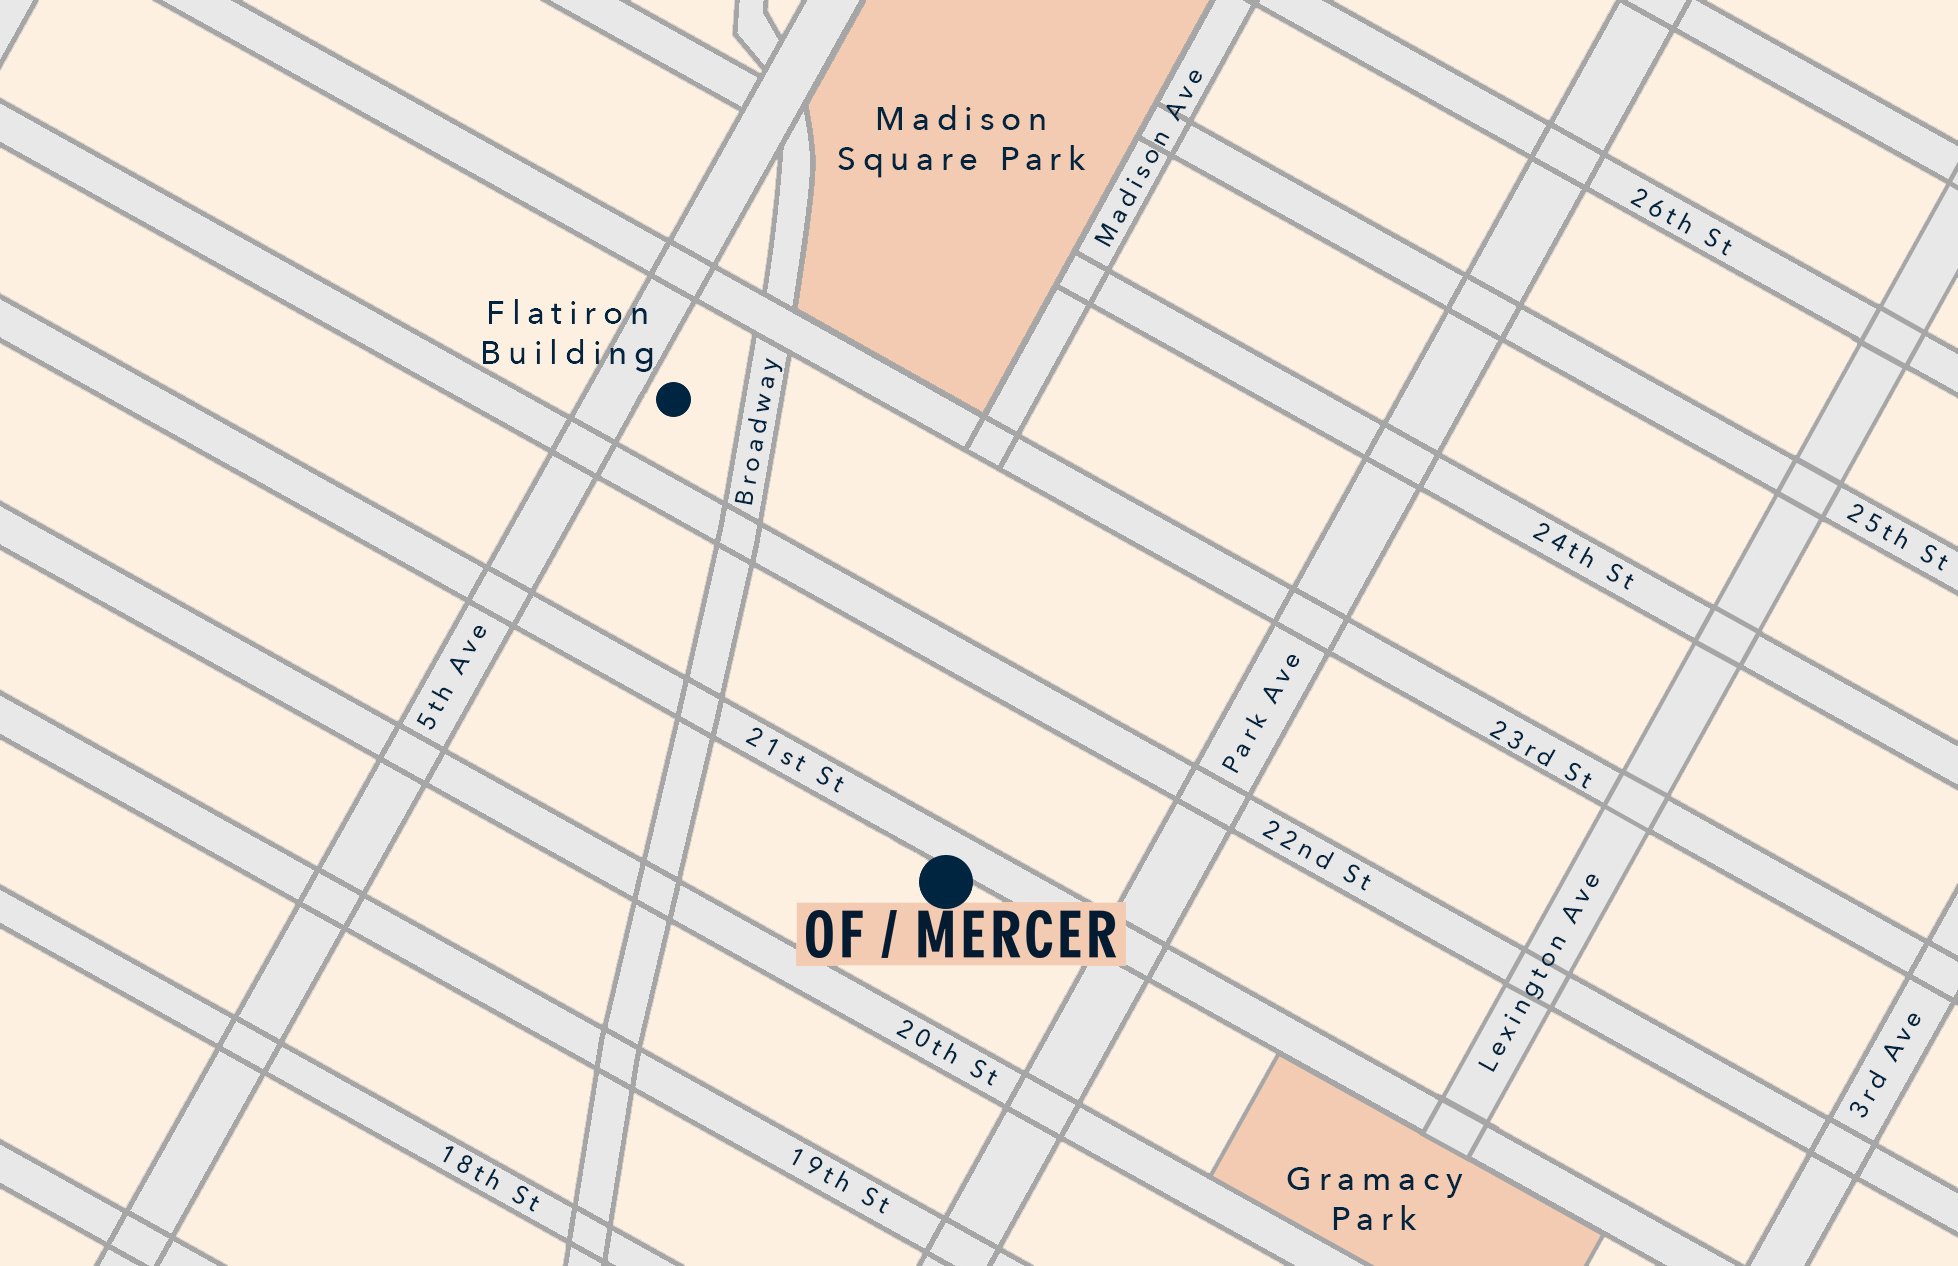 Madison
Square Park
Madison Ave
26th St
Flatiron
Building
Broadway
25th St
24th St
5th Ave
Park Ave
23rd St
21st St
22nd St
OF / MERCER
Lexington Ave
20th St
3rd Ave
18th St
19th St
Gramacy
Park